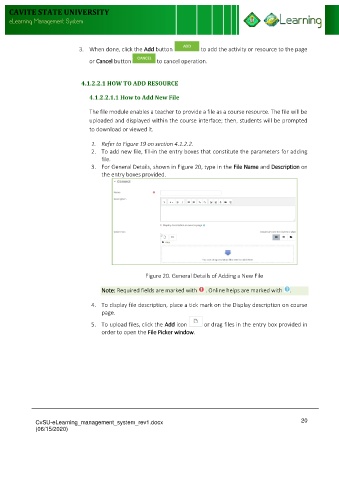 CAVITE STATE UNIVERSITY
eLearning Management System
eLearning
3. When done, click the Add button ADD to add the activity or resource to the page
or Cancel button CANCEL to cancel operation.
4.1.2.2.1 HOW TO ADD RESOURCE
4.1.2.2.1.1 How to Add New File
The file module enables a teacher to provide a file as a course resource. The file will be
uploaded and displayed within the course interface; then, students will be prompted
to download or viewed it.
1. Refer to Figure 19 on section 4.1.2.2.
2. To add new file, fill-in the entry boxes that constitute the parameters for adding
file.
3. For General Details, shown in Figure 20, type in the File Name and Description on
the entry boxes provided.
Figure 20. General Details of Adding a New File
Note: Required fields are marked with . Online helps are marked with .
4. To display file description, place a tick mark on the Display description on course
page.
5. To upload files, click the Add icon or drag files in the entry box provided in
order to open the File Picker window.
CvSU-eLearning_management_system_rev1.docx 20
(06/15/2020)